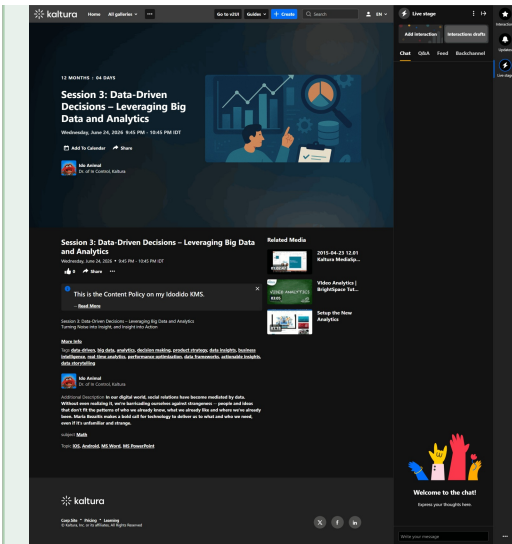 kaltura
Home
All galleries
Go to v2UI
Guides
+ Create
Search
EN
12 MONTHS : 04 DAYS
Session 3: Data-Driven
Decisions – Leveraging Big
Data and Analytics
Wednesday, June 24, 2026 9:45 PM - 10:45 PM IDT
Add To Calendar
Share
Ido Animal
Dr. of In Control, Kaltura
Session 3: Data-Driven Decisions – Leveraging Big Data
and Analytics
Wednesday, June 24, 2026 • 9:45 PM - 10:45 PM IDT
0
Share
This is the Content Policy on my Idodido KMS.
...Read More
Session 3: Data-Driven Decisions – Leveraging Big Data and Analytics
Turning Noise into Insight, and Insight into Action
More info
Tags data-driven, big data, analytics, decision making, product strategy, data insights, business
intelligence, real-time analytics, performance optimization, data frameworks, actionable insights,
data storytelling
Ido Animal
Dr. of In Control, Kaltura
Additional Description In our digital world, social relations have become mediated by data.
Without even realizing it, we're barricading ourselves against strangeness — people and ideas
that don't fit the patterns of who we already know, what we already like and where we've already
been. Maria Bezaitis makes a bold call for technology to deliver us to what and who we need,
even if it's unfamiliar and strange.
subject Math
Topic IOS, Android, MS Word, MS PowerPoint
Related Media
2015-04-23 12.01
Kaltura MediaSp...
VIDEO ANALYTICS
Video Analytics |
BrightSpace Tut...
Setup the New
Analytics
kaltura
Corp Site • Pricing • Learning
© Kaltura, Inc. or its affiliates, All Rights Reserved
Live stage
Add Interaction
Interactions drafts
Chat
Q&A
Feed
Backchannel
Welcome to the chat!
Express your thoughts here.
Write your message
Interaction
Updates
Live stage